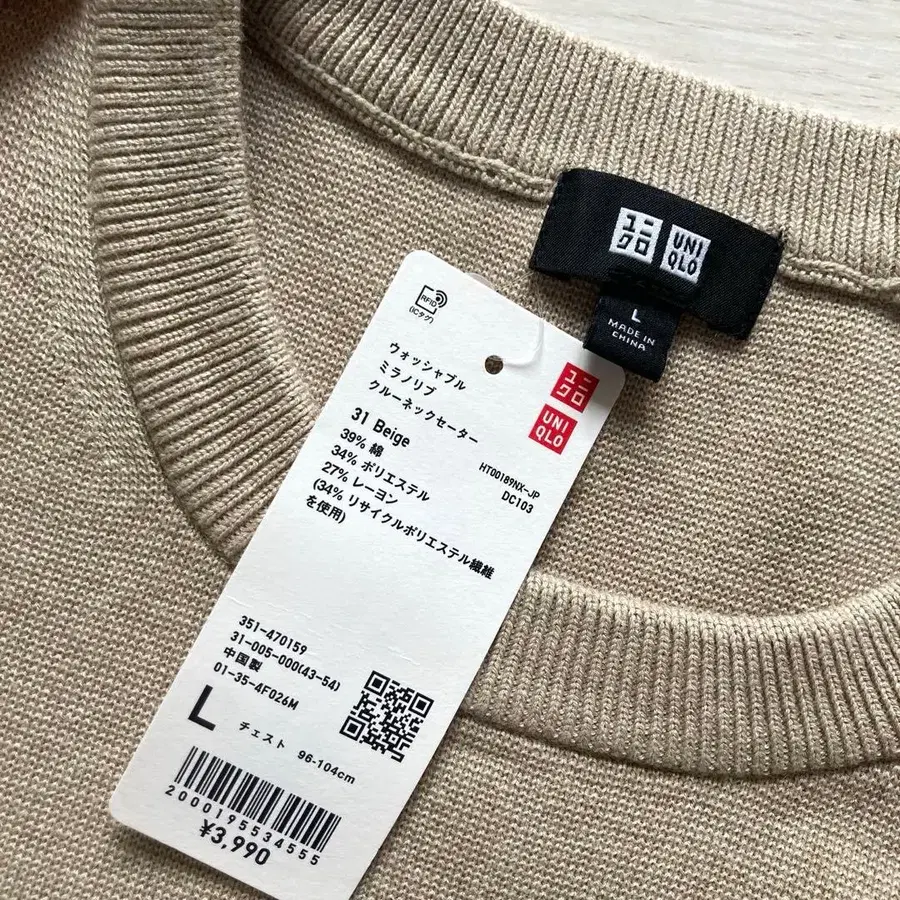 ユニ
クロ
UNI
QLO
L
MADE IN
CHINA
RFID
(ICタグ)
ウォッシャブル
ミラノリブ
クルーネックセーター
31 Beige
39% 綿
34% ポリエステル
27% レーヨン
(34% リサイクルポリエステル繊維
を使用)
ユニ
クロ
UNI
QLO
HT00189NX-JP
DC103
351-470159
31-005-000(43-54)
中国製
01-35-4F026M
L
チェスト 96-104cm
2000195534555
¥3,990